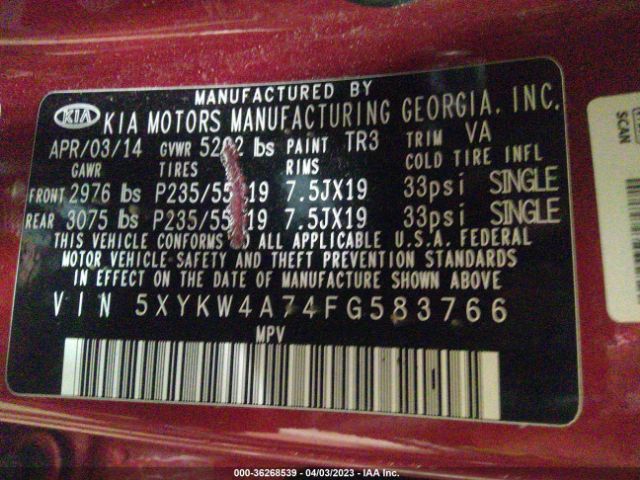 MANUFACTURED BY
KIA KIA MOTORS MANUFACTURING GEORGIA, INC.
APR/03/14 GVWR lbs PAINT TR3 TRIM VA
GAWR TIRES RIMS COLD TIRE INFL
FRONT 2976 lbs P235/55 19 7.5JX19 33psi SINGLE
REAR 3075 lbs P235/55 19 7.5JX19 33psi SINGLE
THIS VEHICLE CONFORMS TO ALL APPLICABLE U.S.A. FEDERAL
MOTOR VEHICLE SAFETY AND THEFT PREVENTION STANDARDS
IN EFFECT ON THE DATE OF MANUFACTURE SHOWN ABOVE
VIN 5XYKW4A74FG583766
MPV
SCAN
000-36268539 - 04/03/2023 - IAA Inc.